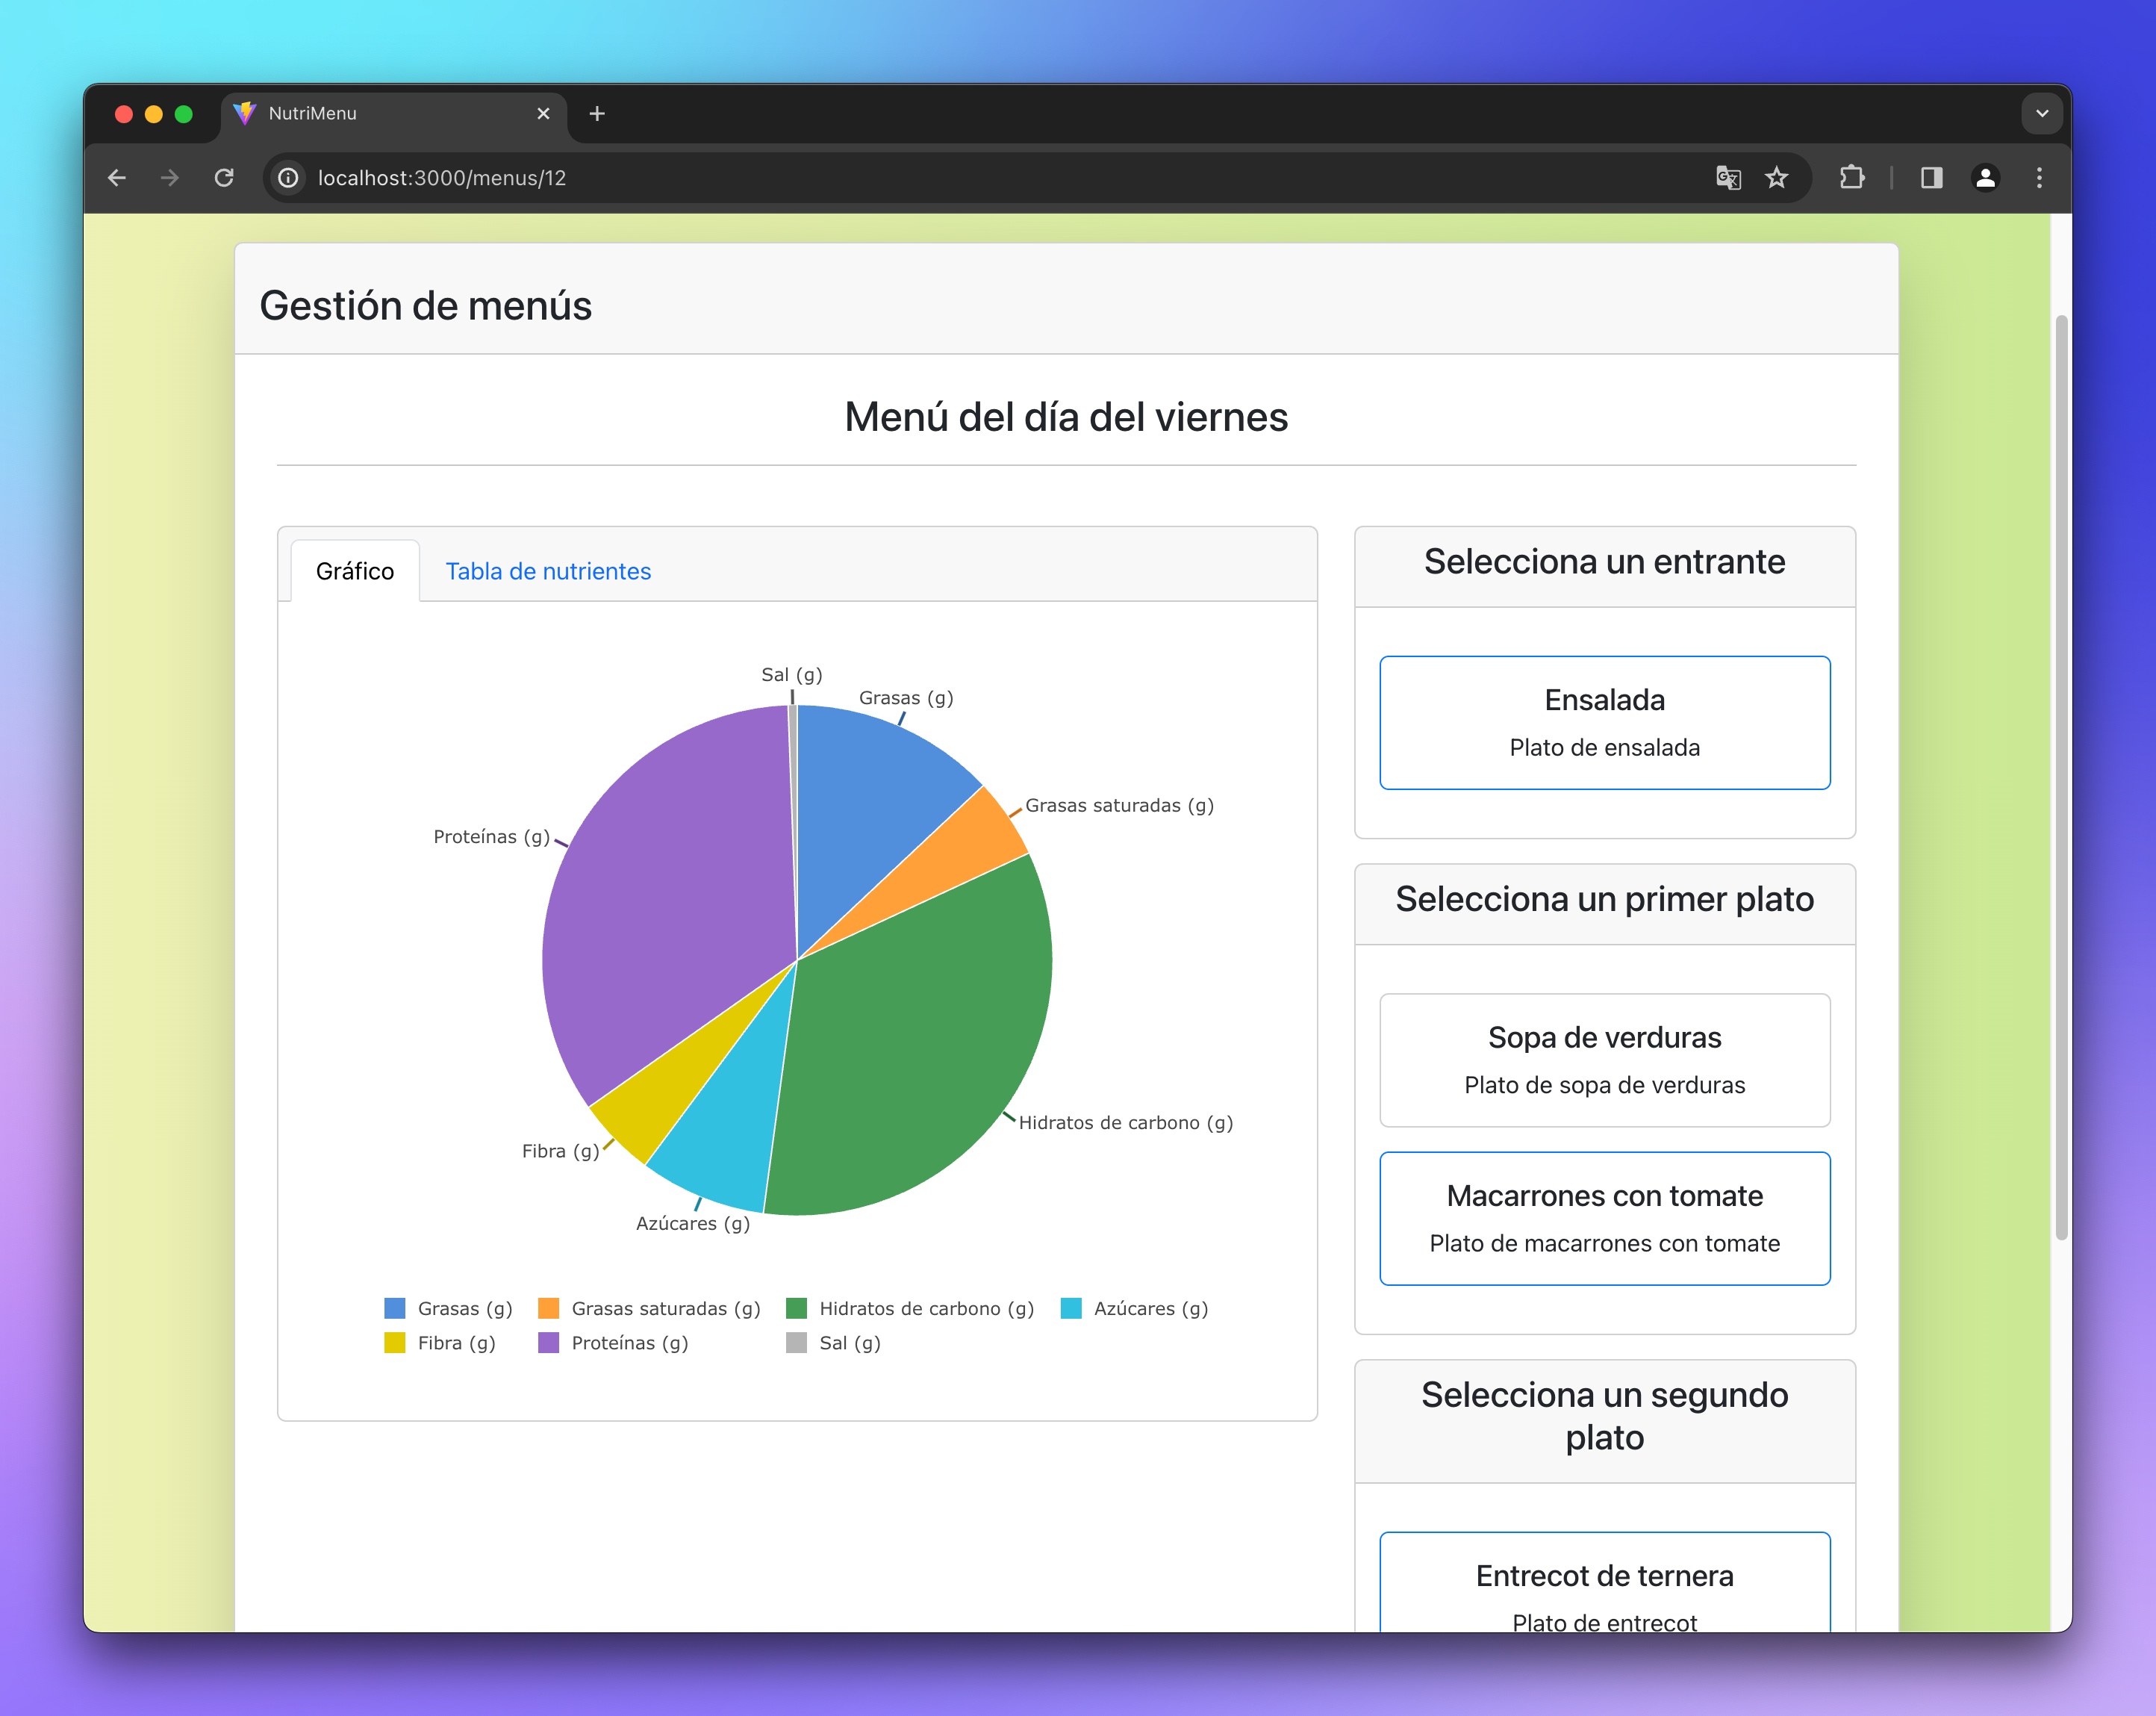 NutriMenu
localhost:3000/menus/12
Gestión de menús
Menú del día del viernes
Gráfico
Tabla de nutrientes
Sal (g)
Grasas (g)
Grasas saturadas (g)
Proteínas (g)
Hidratos de carbono (g)
Fibra (g)
Azúcares (g)
Grasas (g) Grasas saturadas (g) Hidratos de carbono (g) Azúcares (g)
Fibra (g) Proteínas (g) Sal (g)
Selecciona un entrante
Ensalada
Plato de ensalada
Selecciona un primer plato
Sopa de verduras
Plato de sopa de verduras
Macarrones con tomate
Plato de macarrones con tomate
Selecciona un segundo
plato
Entrecot de ternera
Plato de entrecot